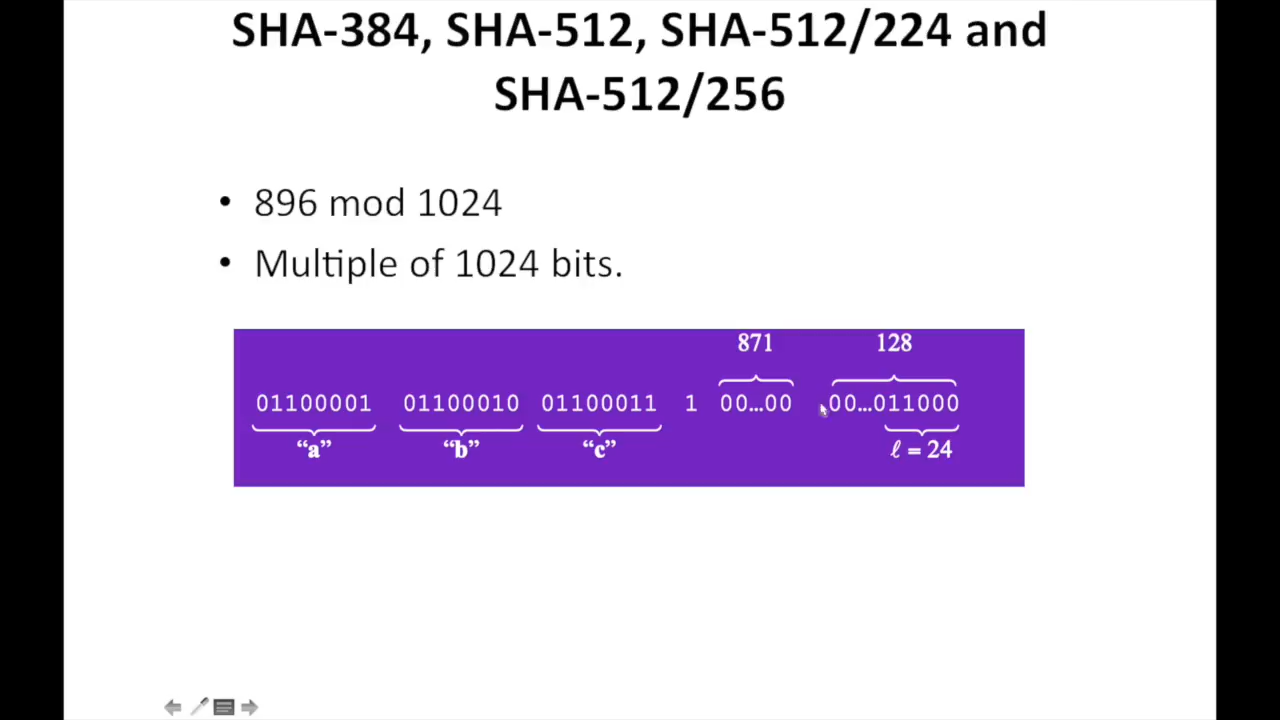 SHA-384, SHA-512, SHA-512/224 and
SHA-512/256
• 896 mod 1024
• Multiple of 1024 bits.
871 128
01100001 01100010 01100011 1 00…00 00…011000
“a” “b” “c” ℓ = 24